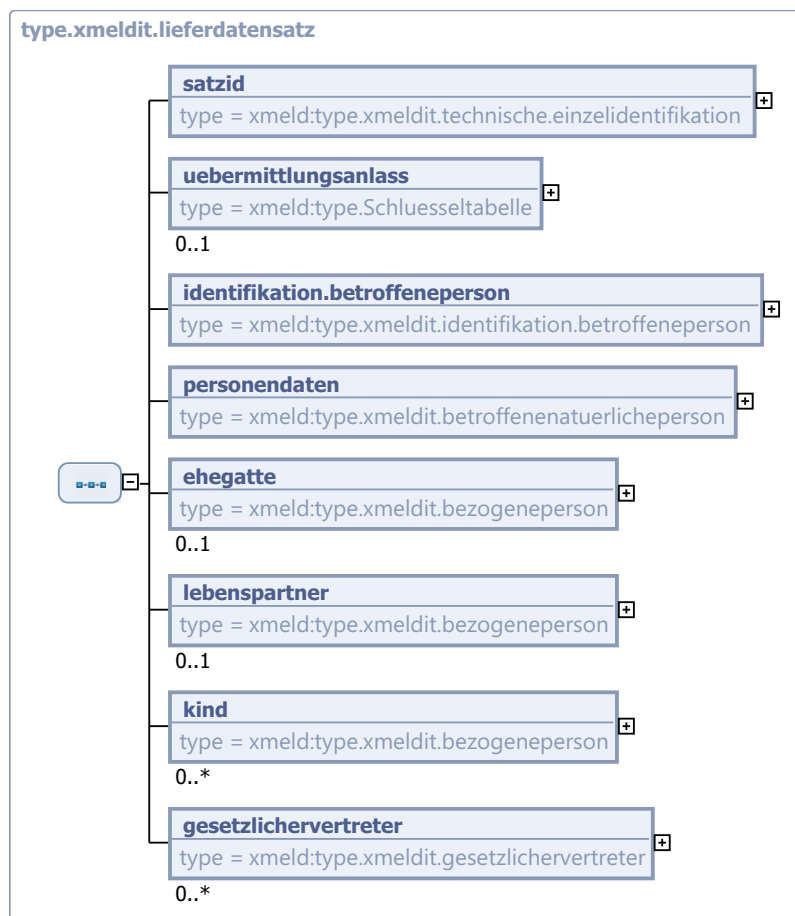 type.xmeldit.lieferdatensatz
satzid
type = xmeld:type.xmeldit.technische.einzelidentifikation
uebermittlungsanlass
type = xmeld:type.Schluesseltabelle
0..1
identifikation.betroffeneperson
type = xmeld:type.xmeldit.identifikation.betroffeneperson
personendaten
type = xmeld:type.xmeldit.betroffenenatuerlicheperson
ehegatte
type = xmeld:type.xmeldit.bezogeneperson
0..1
lebenspartner
type = xmeld:type.xmeldit.bezogeneperson
0..1
kind
type = xmeld:type.xmeldit.bezogeneperson
0..*
gesetzlichervertreter
type = xmeld:type.xmeldit.gesetzlichervertreter
0..*